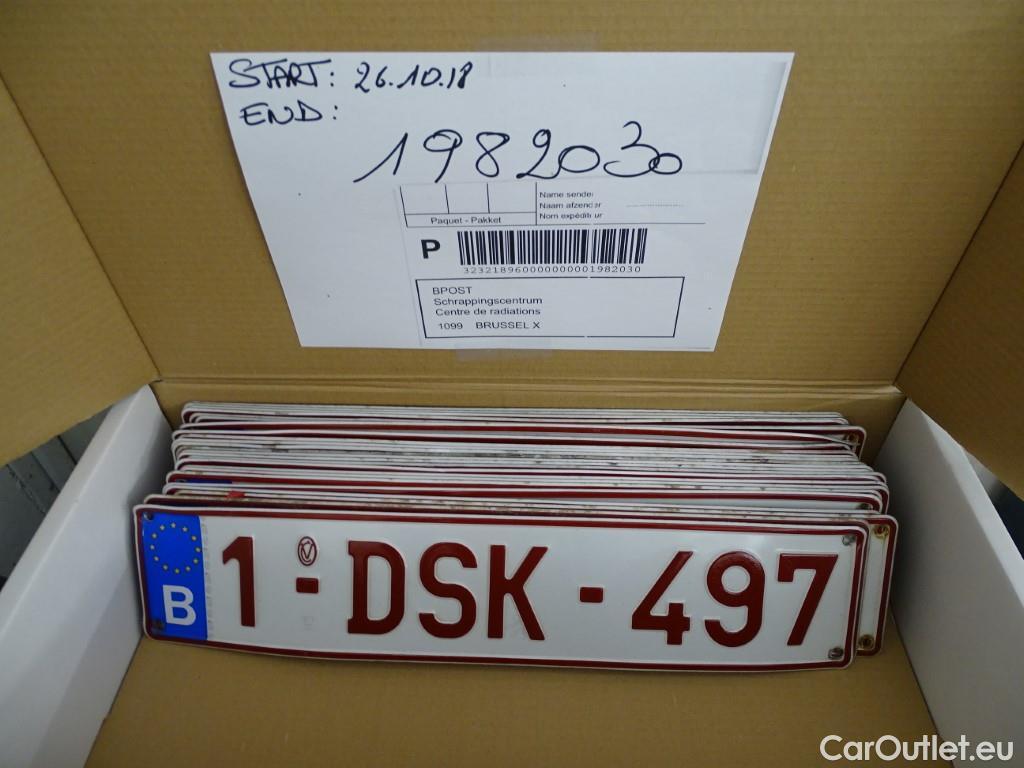 START: 26.10.18
END:
1982030
Name sender
Naam afzender
Nom expéditeur
Paquet - Pakket
P
3232189600000000001982030
BPOST
Schrappingscentrum
Centre de radiations
1099 BRUSSEL X
B 1-DSK-497
CarOutlet.eu